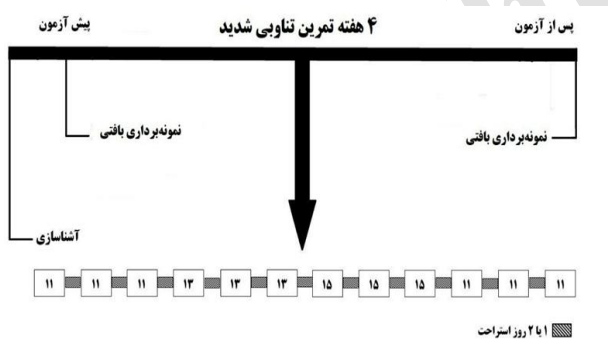 پیش آزمون
۴ هفته تمرین تناوبی شدید
پس از آزمون
نمونه‌برداری بافتی
نمونه‌برداری بافتی
آشناسازی
۱۱ ۱۱ ۱۱ ۱۳ ۱۳ ۱۳ ۱۵ ۱۵ ۱۵ ۱۱ ۱۱ ۱۱
۱ یا ۲ روز استراحت